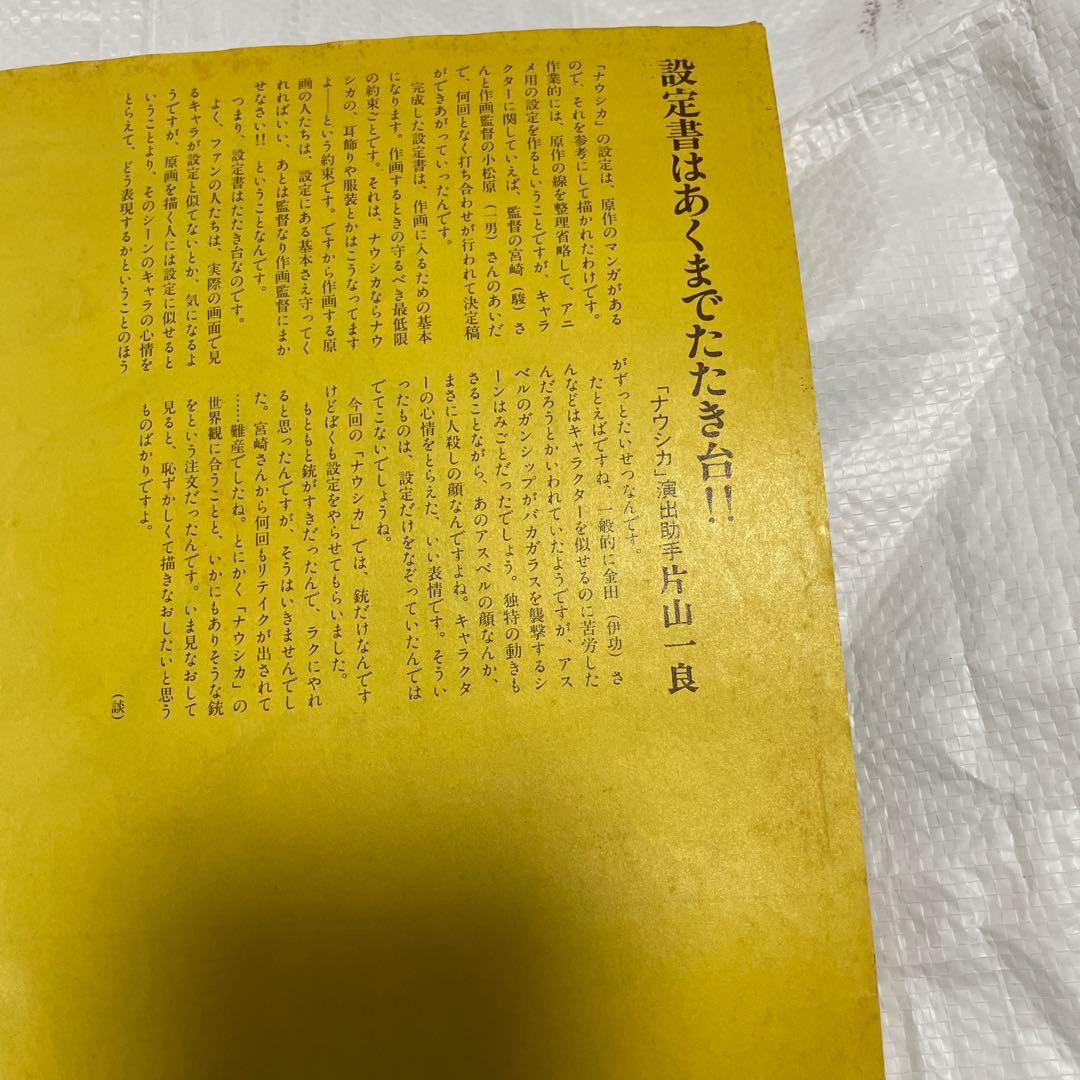 設定書はあくまでたたき台!!
「ナウシカ」演出助手片山一良
「ナウシカ」の設定は、原作のマンガがある
ので、それを参考にして描かれたわけです。
作業的には、原作の線を整理省略して、アニ
メ用の設定を作るということですが、キャラ
クターに関していえば、監督の宮崎（駿）さ
んと作画監督の小松原（一男）さんのあいだ
で、何回となく打ち合わせが行われて決定稿
ができあがっていったんです。
完成した設定書は、作画に入るための基本
になります。作画するときの守るべき最低限
の約束ごとです。それは、ナウシカならナウ
シカの、耳飾りや服装とかはこうなってます
よ――という約束です。ですから作画する原
画の人たちは、設定にある基本さえ守ってく
れればいい、あとは監督なり作画監督にまか
せなさい!!　ということなんです。
つまり、設定書はたたき台なのです。
よく、ファンの人たちは、実際の画面で見
るキャラが設定と似てないとか、気になるよ
うですが、原画を描く人には設定に似せると
いうことより、そのシーンのキャラの心情を
とらえて、どう表現するかということのほう
がずっとたいせつなんです。
たとえばですね、一般的に金田（伊功）さ
んなどはキャラクターを似せるのに苦労した
んだろうとかいわれていたようですが、アス
ベルのガンシップがバカガラスを襲撃するシ
ーンはみごとだったでしょう。独特の動きも
さることながら、あのアスベルの顔なんか、
まさに人殺しの顔なんですよね。キャラクタ
ーの心情をとらえた、いい表情です。そうい
ったものは、設定だけをなぞっていたんでは
でてこないでしょうね。
今回の「ナウシカ」では、銃だけなんです
けどぼくも設定をやらせてもらいました。
もともと銃がすきだったんで、ラクにやれ
ると思ったんですが、そうはいきませんでし
た。宮崎さんから何回もリテイクが出されて
……難産でしたね。とにかく「ナウシカ」の
世界観に合うことと、いかにもありそうな銃
をという注文だったんです。いま見なおして
見ると、恥ずかしくて描きなおしたいと思う
ものばかりですよ。
（談）